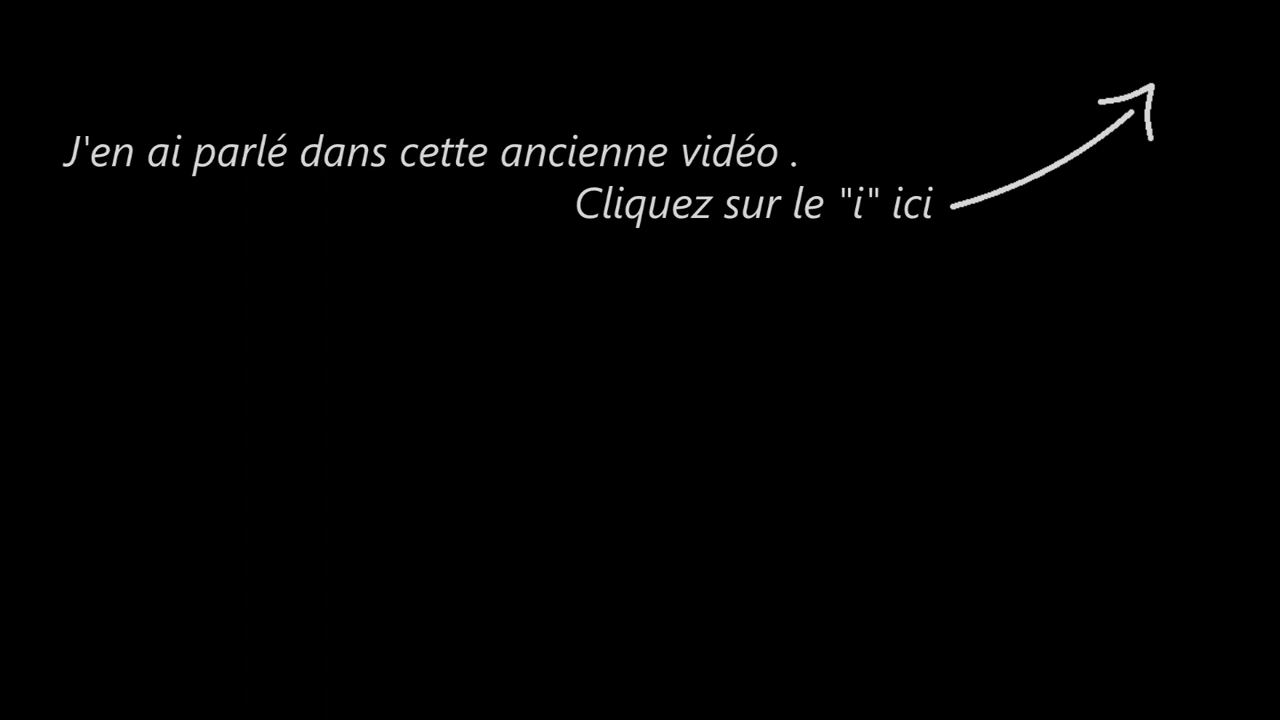 J'en ai parlé dans cette ancienne vidéo .
Cliquez sur le "i" ici